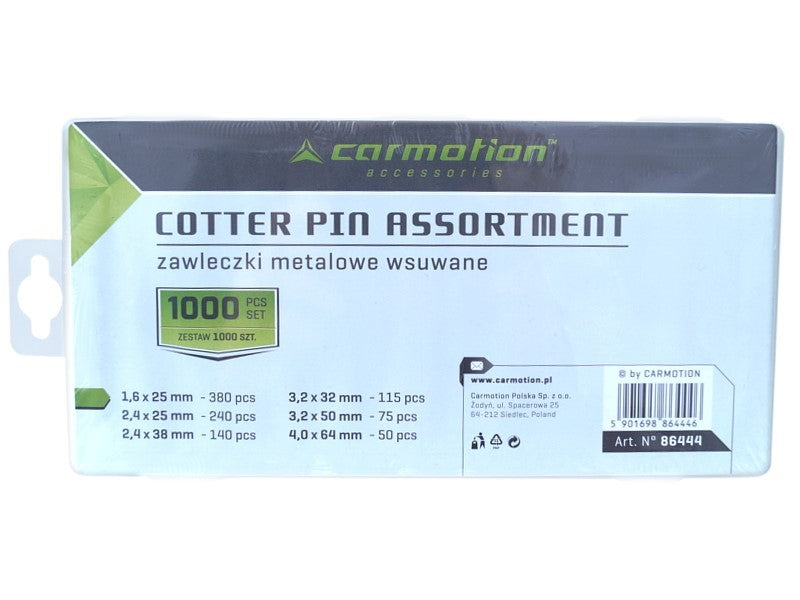 carmotion™
accessories
COTTER PIN ASSORTMENT
zawleczki metalowe wsuwane
1000 PCS SET
ZESTAW 1000 SZT.
1,6 x 25 mm - 380 pcs
2,4 x 25 mm - 240 pcs
2,4 x 38 mm - 140 pcs
3,2 x 32 mm - 115 pcs
3,2 x 50 mm - 75 pcs
4,0 x 64 mm - 50 pcs
www.carmotion.pl
Carmotion Polska Sp. z o.o.
Żodyń, ul. Spacerowa 25
64-212 Siedlec, Poland
© by CARMOTION
5 901698 864446
Art. N° 86444